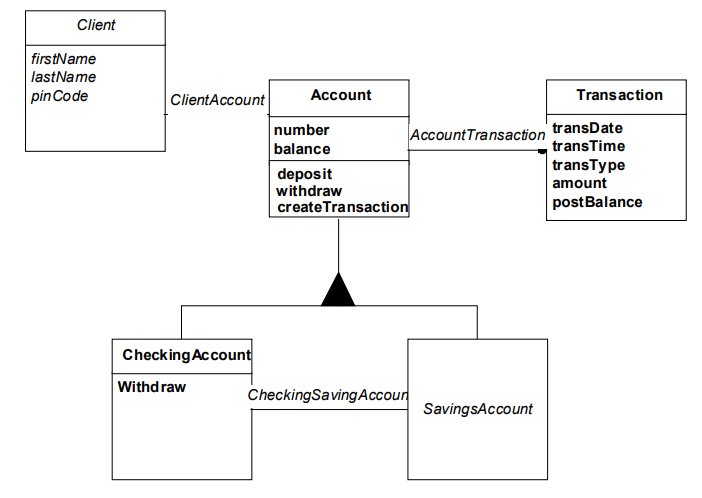 Client
firstName
lastName
pinCode
ClientAccount
Account
number
balance
deposit
withdraw
createTransaction
AccountTransaction
Transaction
transDate
transTime
transType
amount
postBalance
CheckingAccount
Withdraw
CheckingSavingAccoun
SavingsAccount